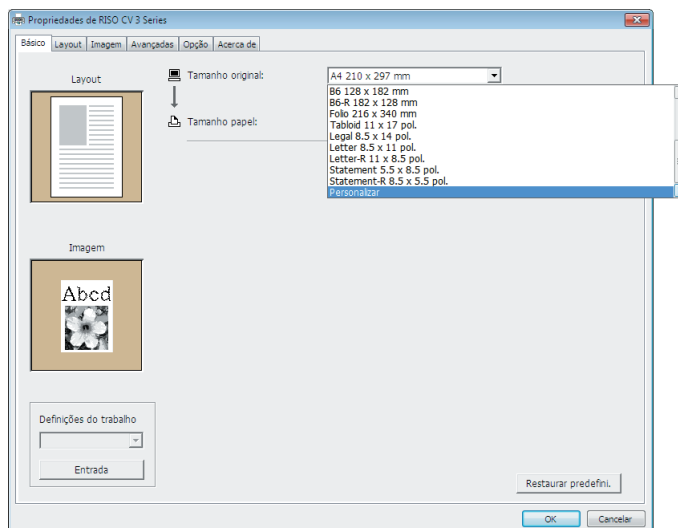 Propriedades de RISO CV 3 Series
Básico Layout Imagem Avançadas Opção Acerca de
Layout
Tamanho original:
A4 210 x 297 mm
B6 128 x 182 mm
B6-R 182 x 128 mm
Folio 216 x 340 mm
Tabloid 11 x 17 pol.
Legal 8.5 x 14 pol.
Letter 8.5 x 11 pol.
Letter-R 11 x 8.5 pol.
Statement 5.5 x 8.5 pol.
Statement-R 8.5 x 5.5 pol.
Personalizar
Tamanho papel:
Imagem
Abcd
Definições do trabalho
Entrada
Restaurar predefini.
OK Cancelar